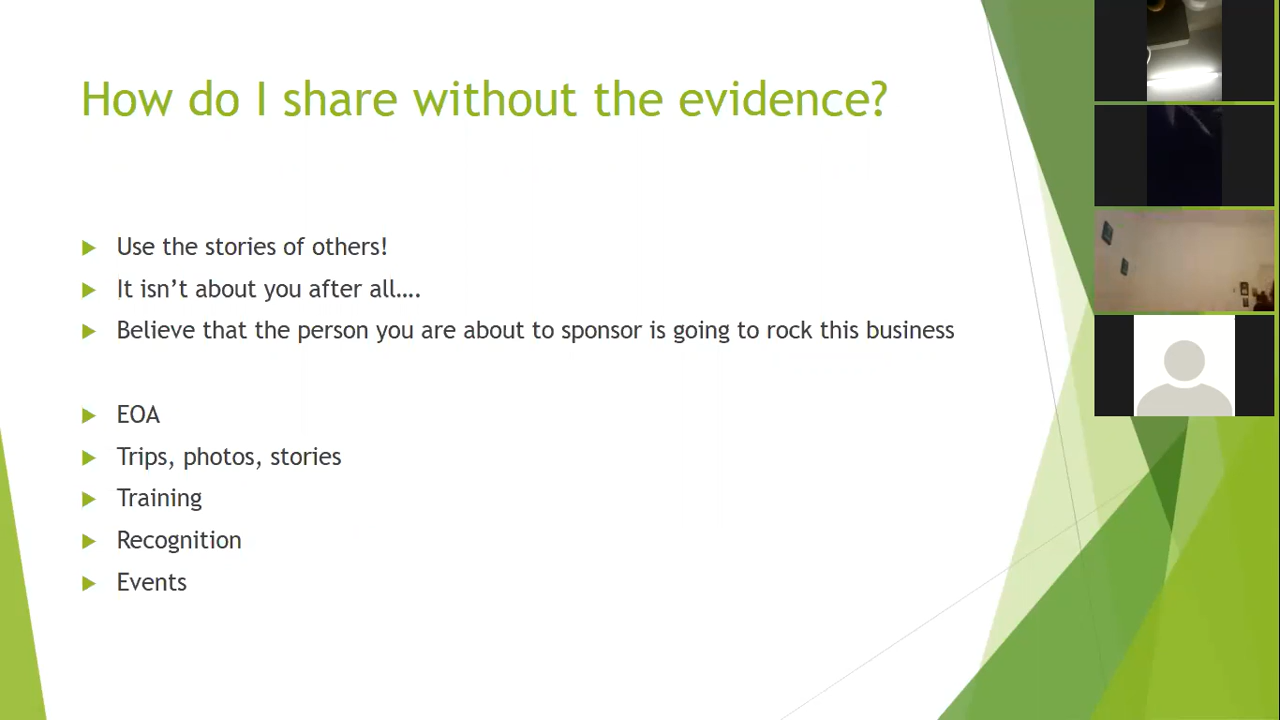 How do I share without the evidence?
Use the stories of others!
It isn’t about you after all….
Believe that the person you are about to sponsor is going to rock this business
EOA
Trips, photos, stories
Training
Recognition
Events